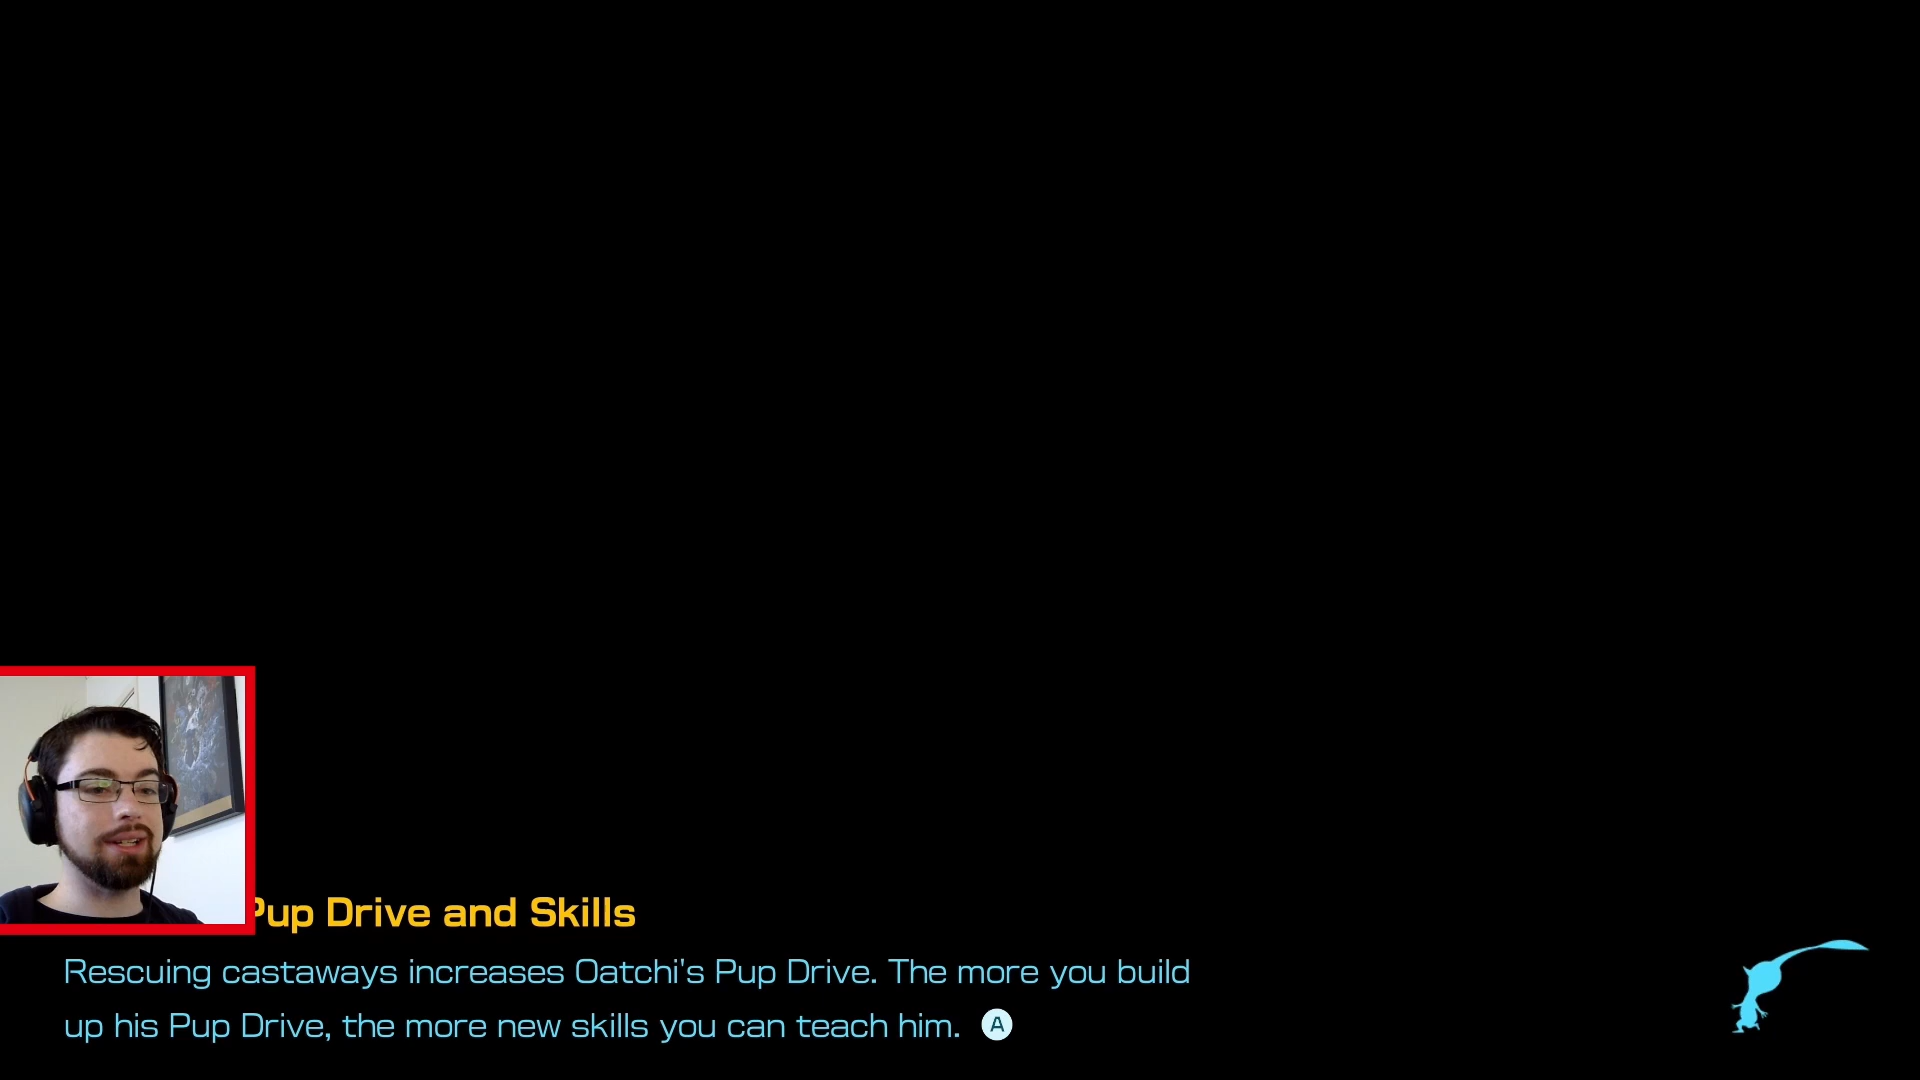 Pup Drive and Skills
Rescuing castaways increases Oatchi's Pup Drive. The more you build
up his Pup Drive, the more new skills you can teach him. A